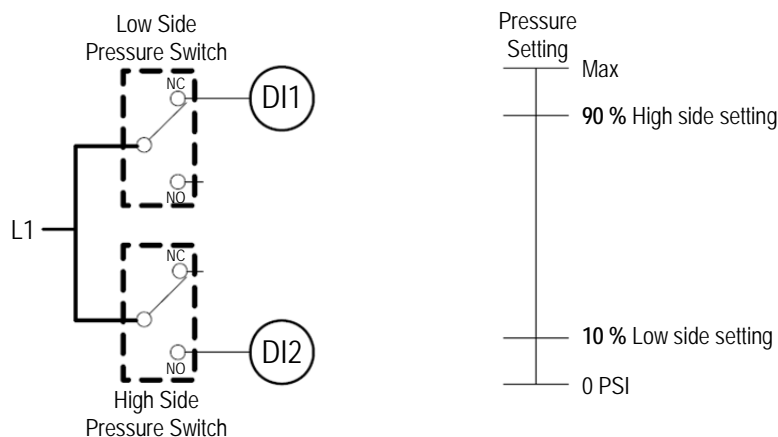 Low Side
Pressure Switch
NC
DI1
NO
L1
NC
DI2
NO
High Side
Pressure Switch
Pressure
Setting
Max
90 % High side setting
10 % Low side setting
0 PSI